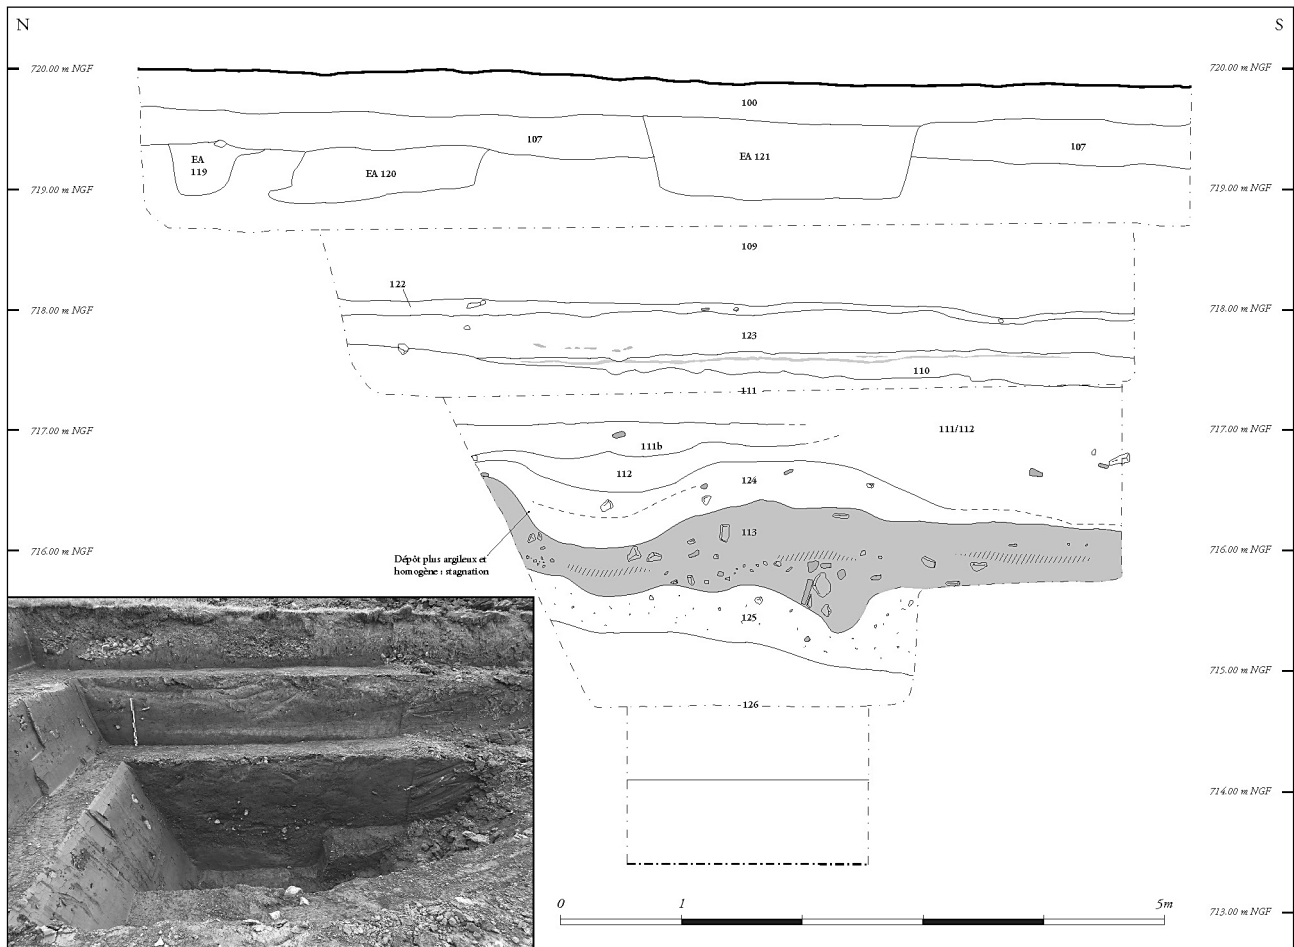 N S
720.00 m NGF 720.00 m NGF
100
107
107
EA
119
EA 120
EA 121
719.00 m NGF 719.00 m NGF
109
122
718.00 m NGF 718.00 m NGF
123
110
111
717.00 m NGF 717.00 m NGF
111/112
111b
112
124
113
716.00 m NGF 716.00 m NGF
Dépôt plus argileux et
homogène : stagnation
125
715.00 m NGF
126
714.00 m NGF
0 1 5m
713.00 m NGF